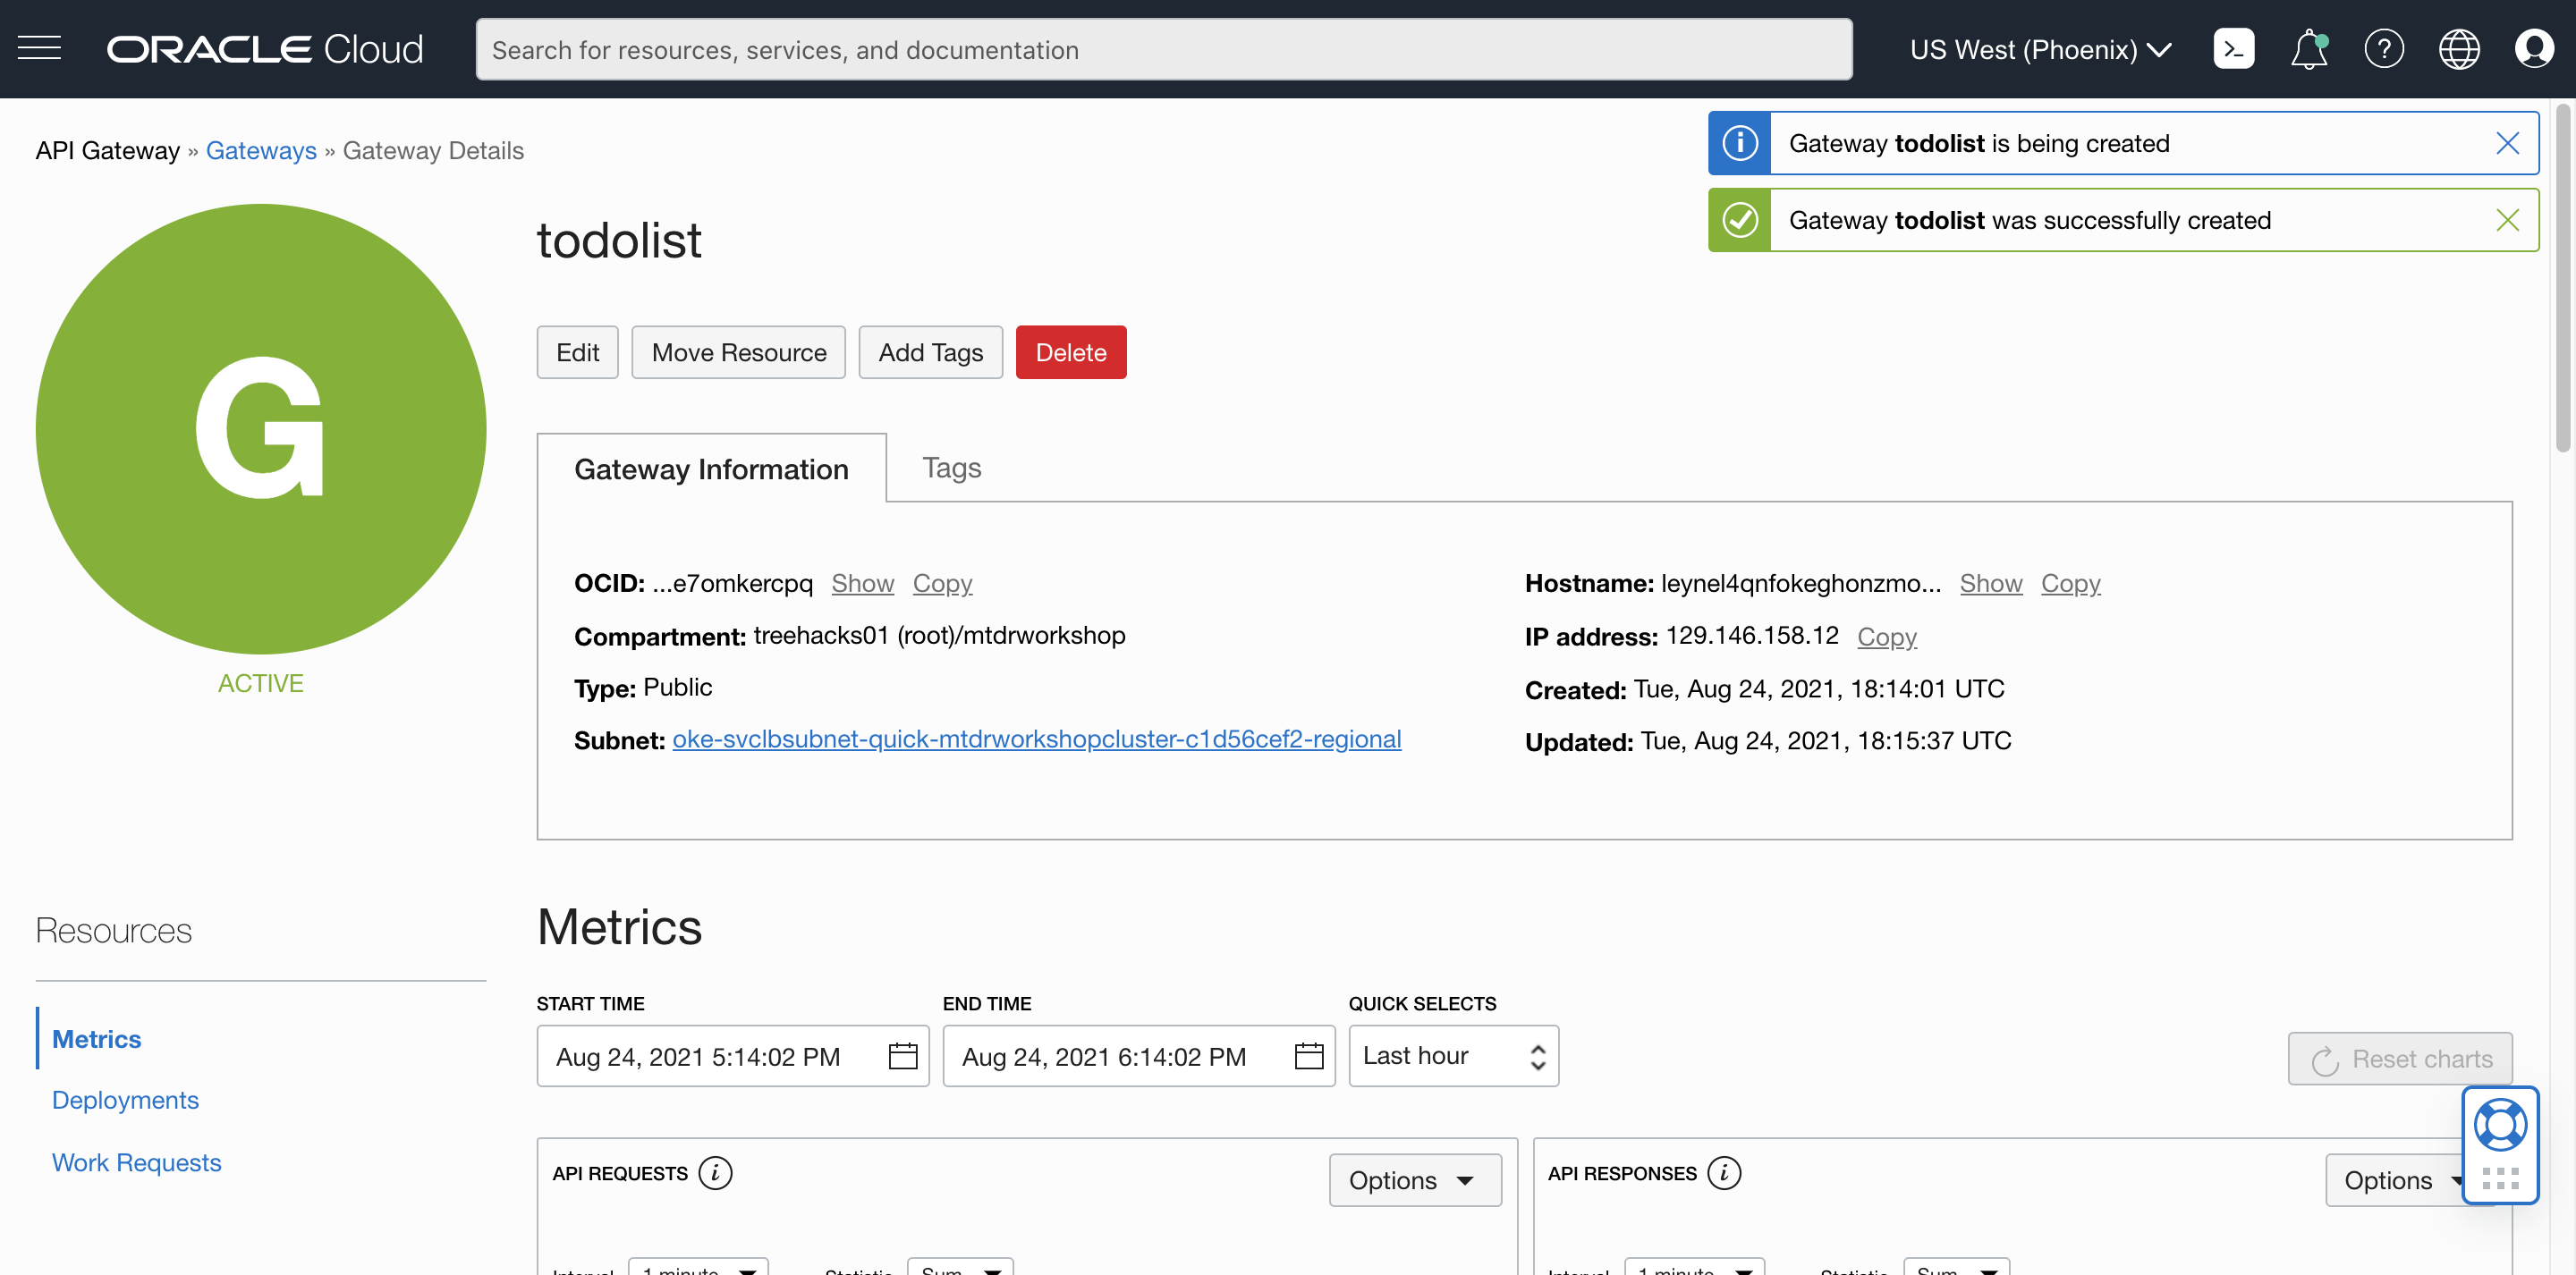 ORACLE Cloud
Search for resources, services, and documentation
US West (Phoenix)
API Gateway » Gateways » Gateway Details
Gateway todolist is being created
Gateway todolist was successfully created
G
ACTIVE
todolist
Edit
Move Resource
Add Tags
Delete
Gateway Information
Tags
OCID: ...e7omkercpq Show Copy
Compartment: treehacks01 (root)/mtdrworkshop
Type: Public
Subnet: oke-svclbsubnet-quick-mtdrworkshopcluster-c1d56cef2-regional
Hostname: leynel4qnfokeghonzmo... Show Copy
IP address: 129.146.158.12 Copy
Created: Tue, Aug 24, 2021, 18:14:01 UTC
Updated: Tue, Aug 24, 2021, 18:15:37 UTC
Resources
Metrics
Deployments
Work Requests
Metrics
START TIME
Aug 24, 2021 5:14:02 PM
END TIME
Aug 24, 2021 6:14:02 PM
QUICK SELECTS
Last hour
Reset charts
API REQUESTS
Options
Interval 1 minute Statistic Sum
API RESPONSES
Options
Interval 1 minute Statistic Sum